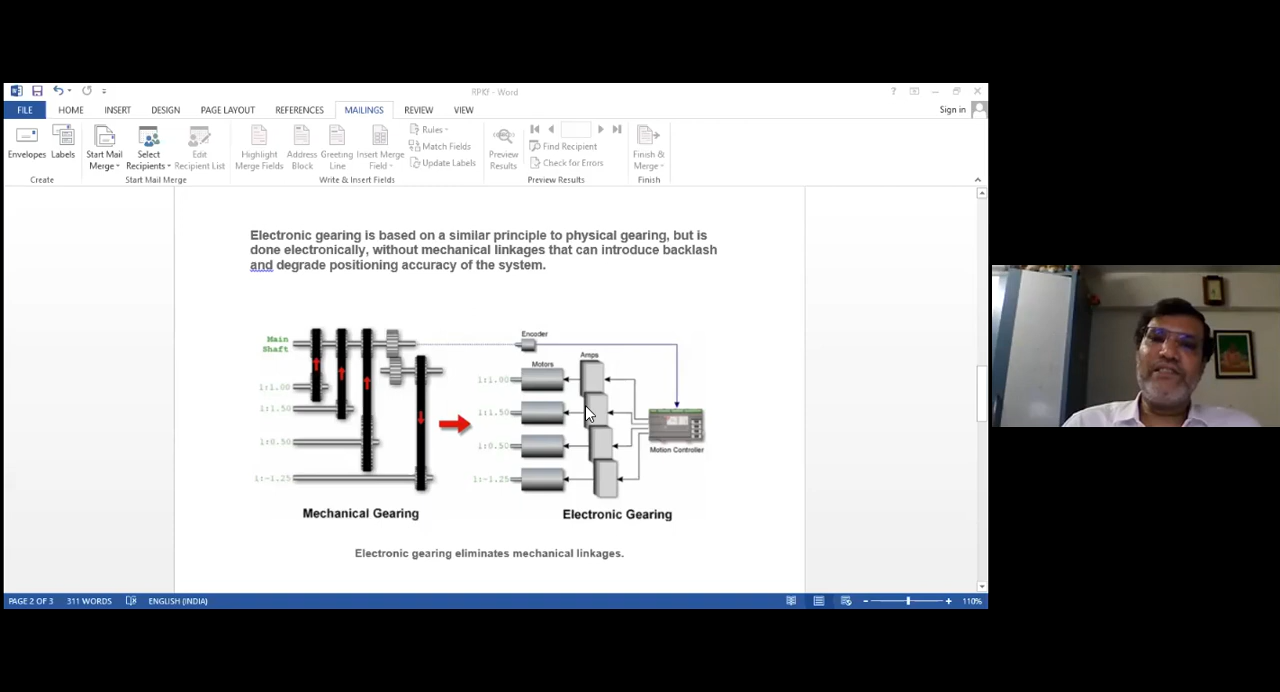 RPKf - Word
Sign in
FILE HOME INSERT DESIGN PAGE LAYOUT REFERENCES MAILINGS REVIEW VIEW
Envelopes
Labels
Create
Start Mail Merge
Select Recipients
Edit Recipient List
Start Mail Merge
Highlight Merge Fields
Address Block
Greeting Line
Insert Merge Field
Rules
Match Fields
Update Labels
Write & Insert Fields
Preview Results
Find Recipient
Check for Errors
Preview Results
Finish & Merge
Finish
Electronic gearing is based on a similar principle to physical gearing, but is
done electronically, without mechanical linkages that can introduce backlash
and degrade positioning accuracy of the system.
Main
Shaft
1:1.00
1:1.50
1:0.50
1:-1.25
Mechanical Gearing
Encoder
Motors
Amps
1:1.00
1:1.50
1:0.50
1:-1.25
Motion Controller
Electronic Gearing
Electronic gearing eliminates mechanical linkages.
PAGE 2 OF 3 311 WORDS ENGLISH (INDIA) 110%